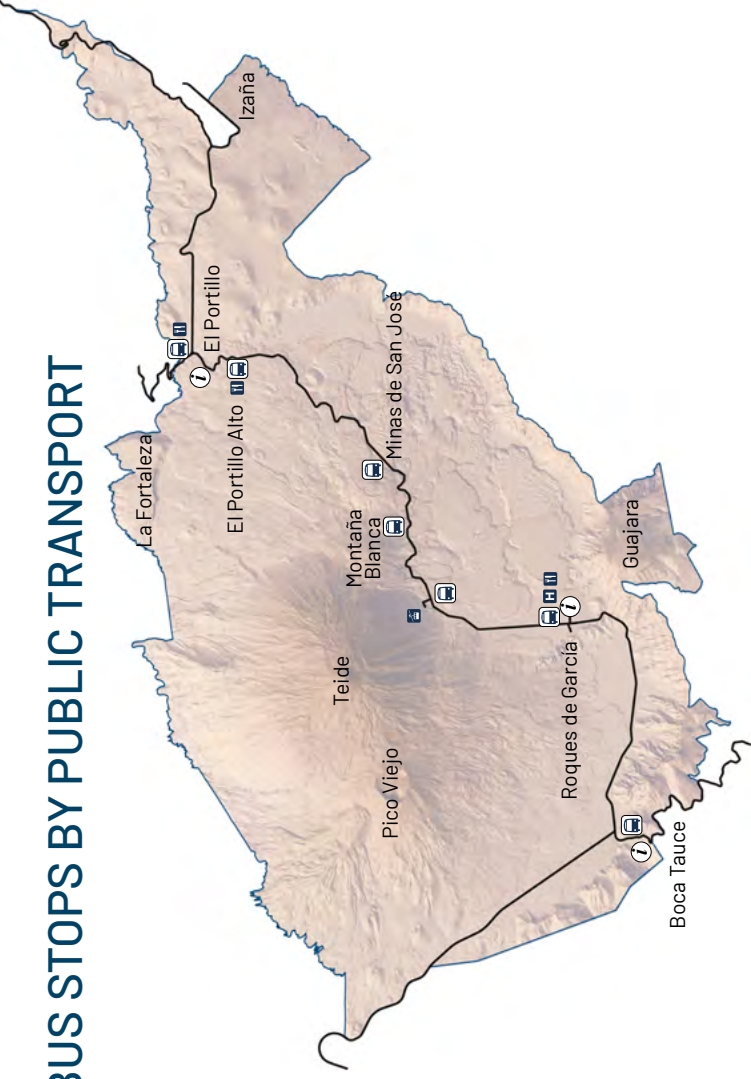 BUS STOPS BY PUBLIC TRANSPORT
La Fortaleza
El Portillo
Izaña
El Portillo Alto
Montaña
Blanca
Minas de San José
Teide
Pico Viejo
Roques de García
Guajara
Boca Tauce
i
i
i
H